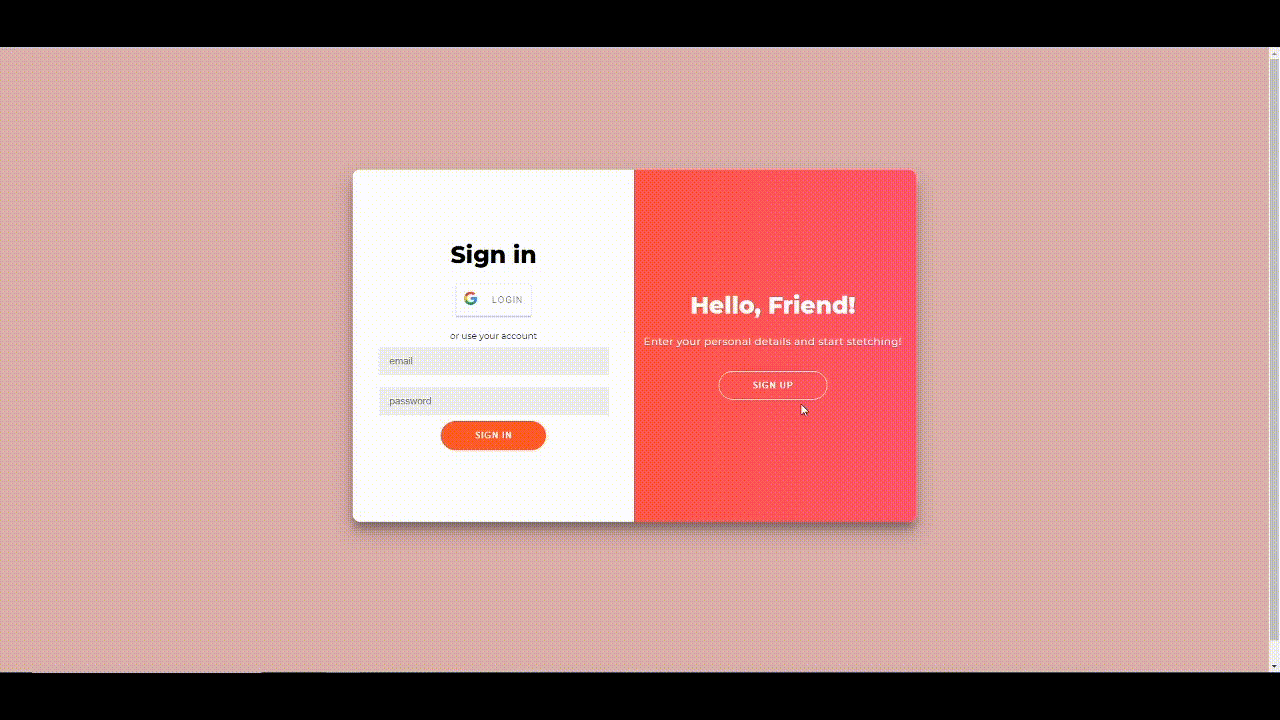 Sign in
LOGIN
or use your account
email
password
SIGN IN
Hello, Friend!
Enter your personal details and start stetching!
SIGN UP